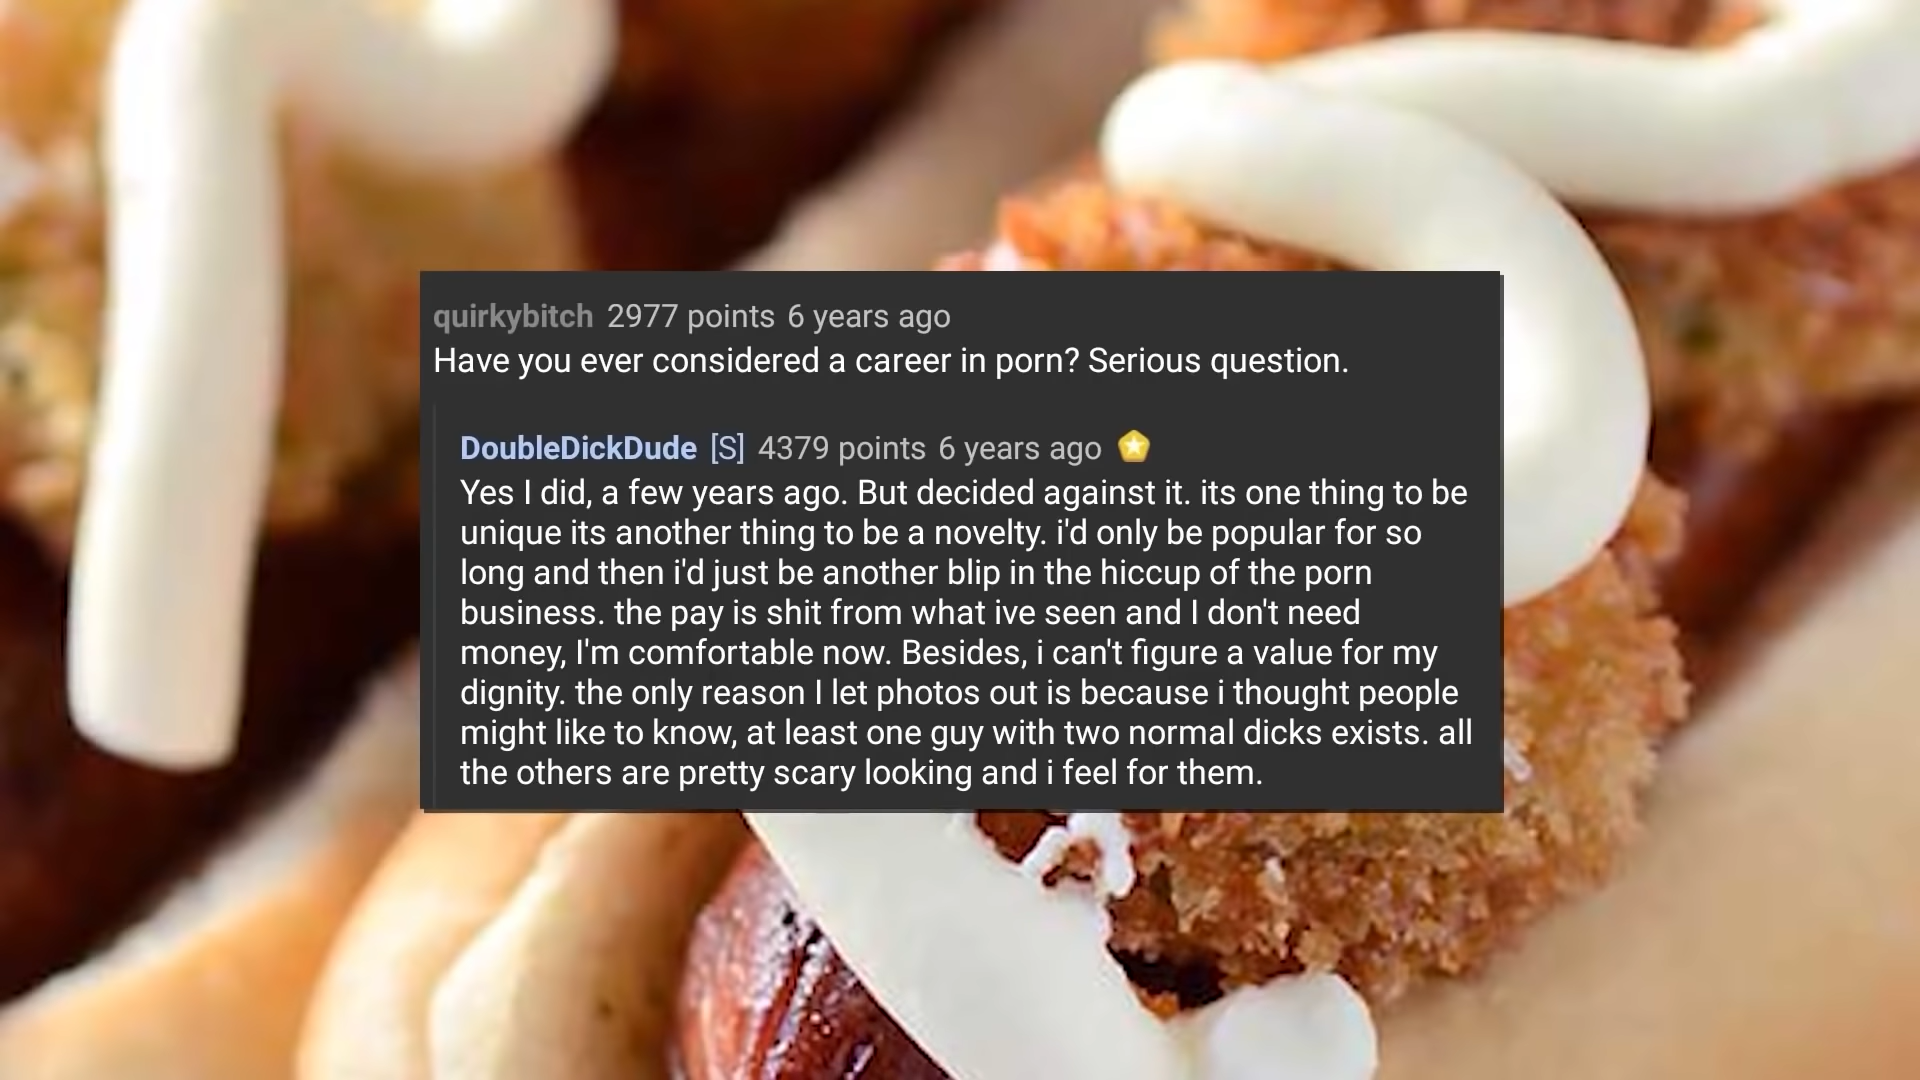 quirkybitch 2977 points 6 years ago
Have you ever considered a career in porn? Serious question.
DoubleDickDude [S] 4379 points 6 years ago
Yes I did, a few years ago. But decided against it. its one thing to be
unique its another thing to be a novelty. i'd only be popular for so
long and then i'd just be another blip in the hiccup of the porn
business. the pay is shit from what ive seen and I don't need
money, I'm comfortable now. Besides, i can't figure a value for my
dignity. the only reason I let photos out is because i thought people
might like to know, at least one guy with two normal dicks exists. all
the others are pretty scary looking and i feel for them.